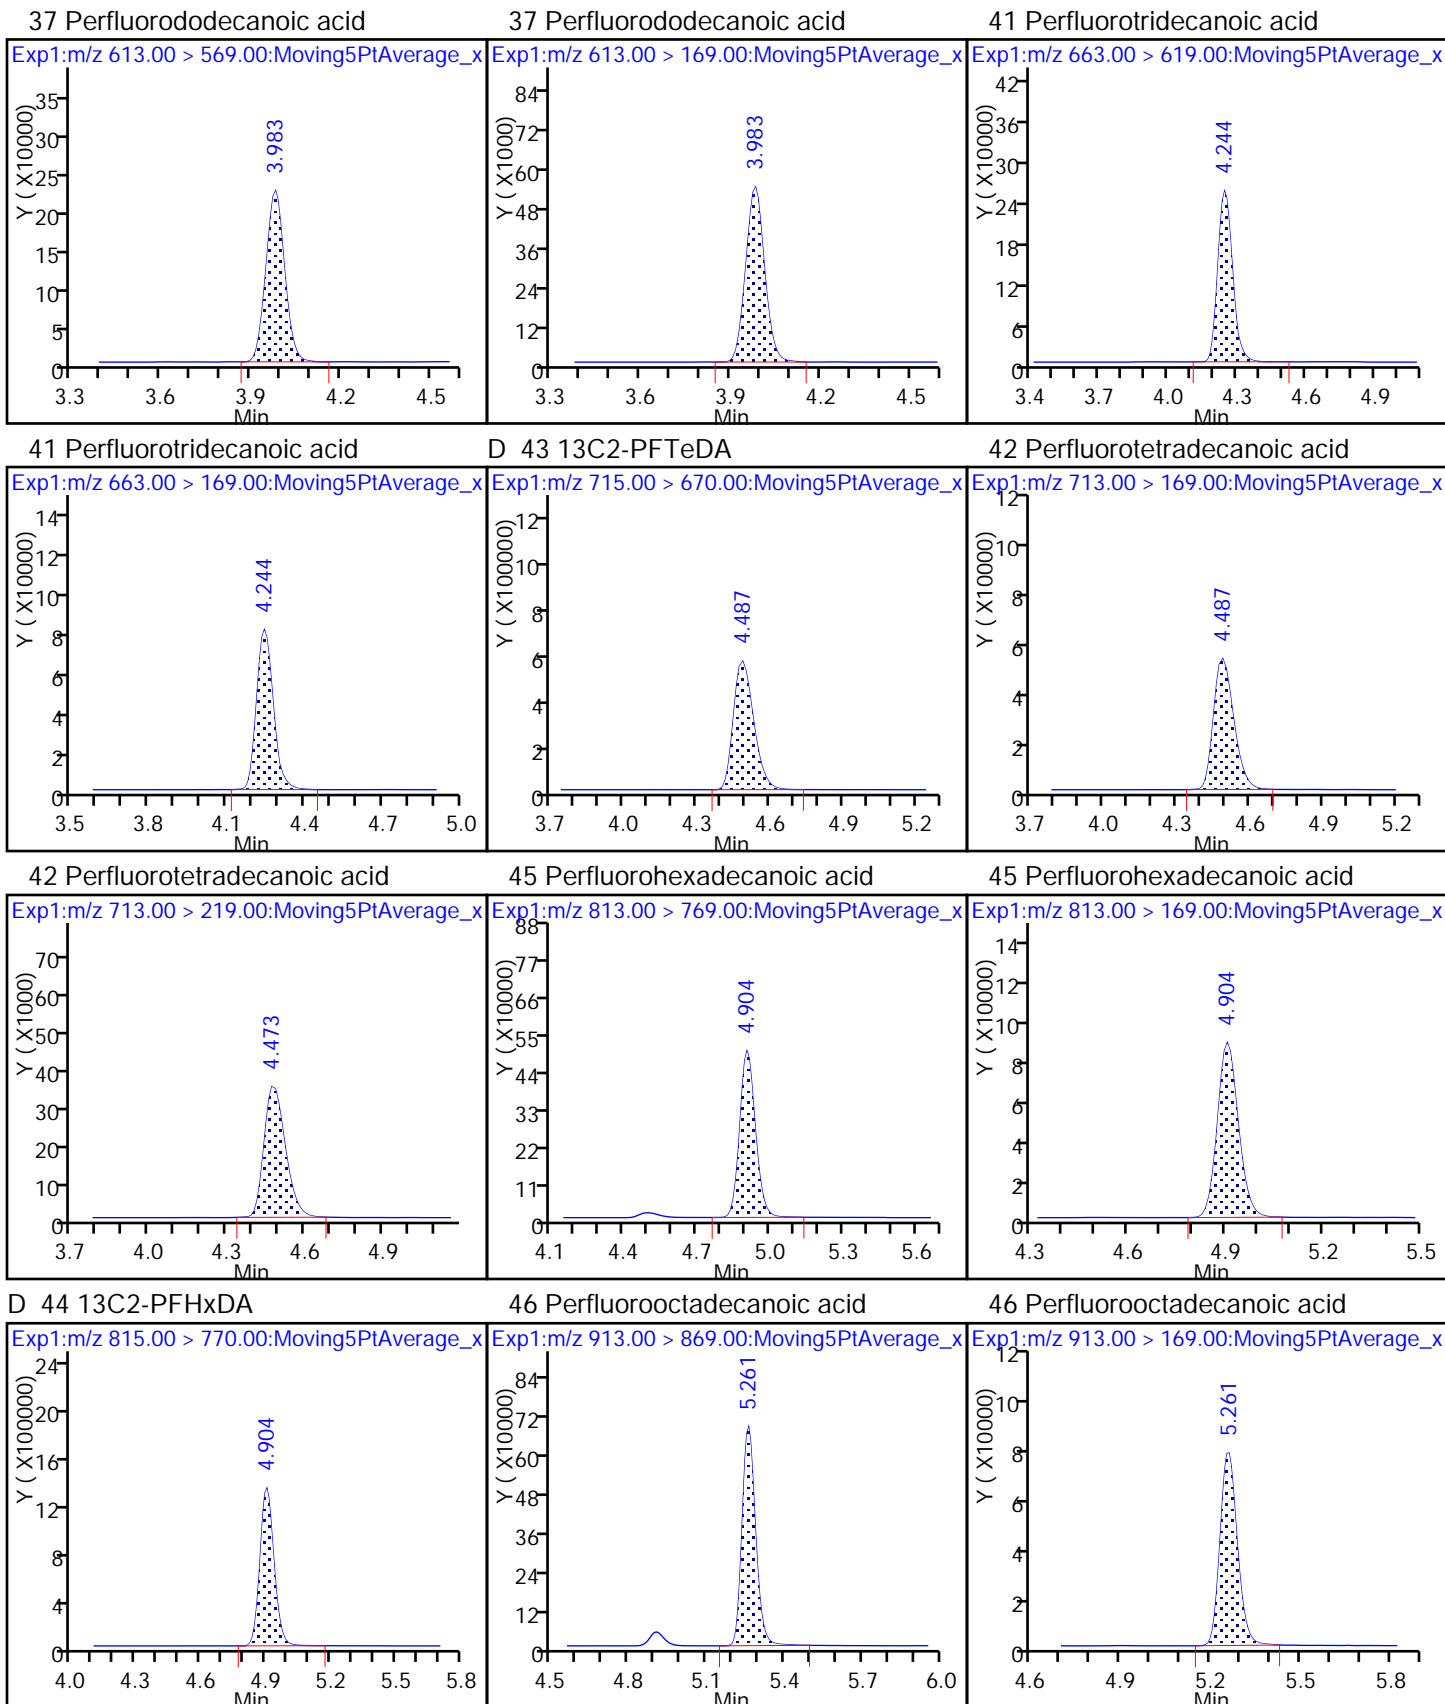 37 Perfluorododecanoic acid
37 Perfluorododecanoic acid
41 Perfluorotridecanoic acid
Exp1:m/z 613.00 > 569.00:Moving5PtAverage_x
Exp1:m/z 613.00 > 169.00:Moving5PtAverage_x
Exp1:m/z 663.00 > 619.00:Moving5PtAverage_x
Y ( X10000)
35
30
25
20
15
10
5
0
3.983
3.3 3.6 3.9 4.2 4.5
Min
Y ( X1000)
84
72
60
48
36
24
12
0
3.983
3.3 3.6 3.9 4.2 4.5
Min
Y ( X10000)
42
36
30
24
18
12
6
0
4.244
3.4 3.7 4.0 4.3 4.6 4.9
Min
41 Perfluorotridecanoic acid
D 43 13C2-PFTeDA
42 Perfluorotetradecanoic acid
Exp1:m/z 663.00 > 169.00:Moving5PtAverage_x
Exp1:m/z 715.00 > 670.00:Moving5PtAverage_x
Exp1:m/z 713.00 > 169.00:Moving5PtAverage_x
Y ( X10000)
14
12
10
8
6
4
2
0
4.244
3.5 3.8 4.1 4.4 4.7 5.0
Min
Y ( X100000)
12
10
8
6
4
2
0
4.487
3.7 4.0 4.3 4.6 4.9 5.2
Min
Y ( X10000)
12
10
8
6
4
2
0
4.487
3.7 4.0 4.3 4.6 4.9 5.2
Min
42 Perfluorotetradecanoic acid
45 Perfluorohexadecanoic acid
45 Perfluorohexadecanoic acid
Exp1:m/z 713.00 > 219.00:Moving5PtAverage_x
Exp1:m/z 813.00 > 769.00:Moving5PtAverage_x
Exp1:m/z 813.00 > 169.00:Moving5PtAverage_x
Y ( X1000)
70
60
50
40
30
20
10
0
4.473
3.7 4.0 4.3 4.6 4.9
Min
Y ( X10000)
88
77
66
55
44
33
22
11
0
4.904
4.1 4.4 4.7 5.0 5.3 5.6
Min
Y ( X10000)
14
12
10
8
6
4
2
0
4.904
4.3 4.6 4.9 5.2 5.5
Min
D 44 13C2-PFHxDA
46 Perfluorooctadecanoic acid
46 Perfluorooctadecanoic acid
Exp1:m/z 815.00 > 770.00:Moving5PtAverage_x
Exp1:m/z 913.00 > 869.00:Moving5PtAverage_x
Exp1:m/z 913.00 > 169.00:Moving5PtAverage_x
Y ( X100000)
24
20
16
12
8
4
0
4.904
4.0 4.3 4.6 4.9 5.2 5.5 5.8
Min
Y ( X10000)
84
72
60
48
36
24
12
0
5.261
4.5 4.8 5.1 5.4 5.7 6.0
Min
Y ( X10000)
12
10
8
6
4
2
0
5.261
4.6 4.9 5.2 5.5 5.8
Min